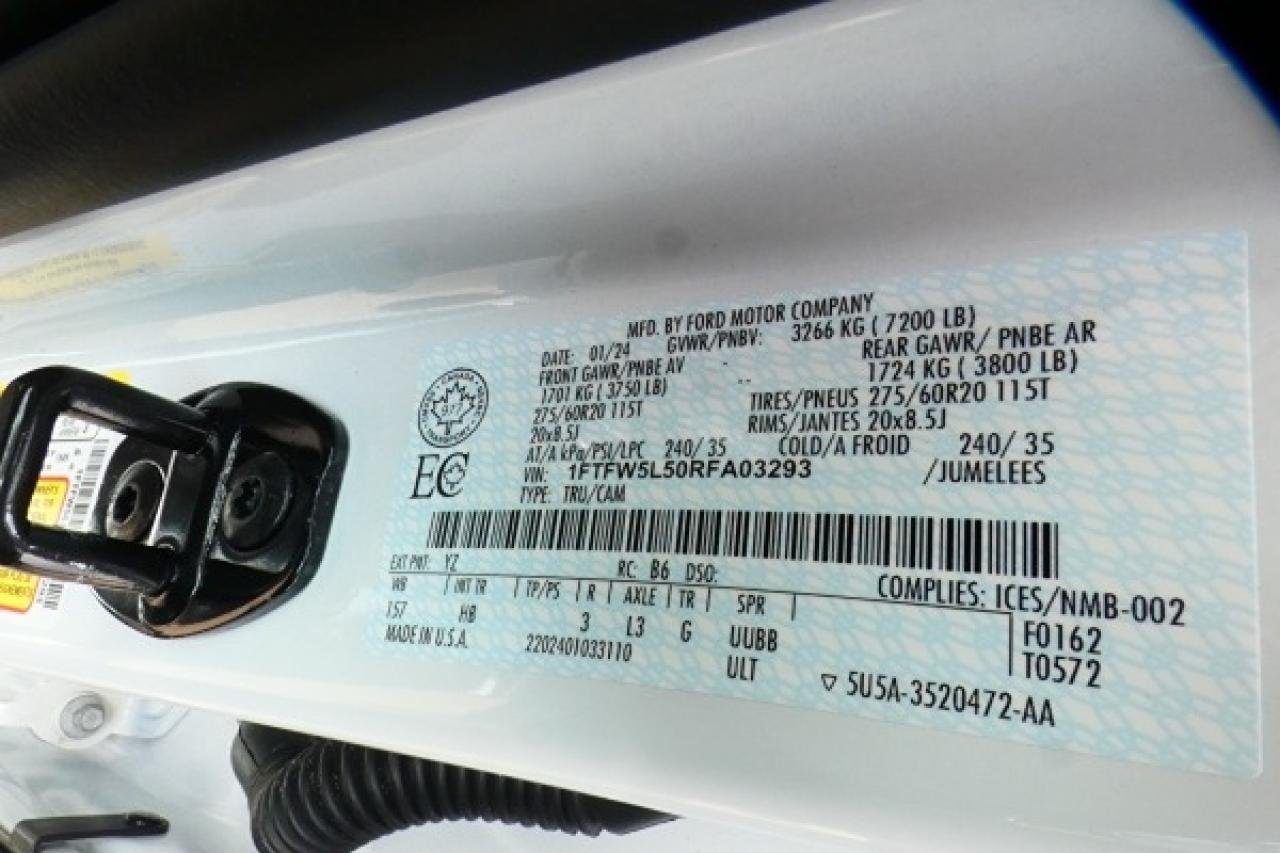 MFD. BY FORD MOTOR COMPANY
DATE: 01/24 GVWR/PNBV: 3266 KG ( 7200 LB)
FRONT GAWR/PNBE AV REAR GAWR/ PNBE AR
1701 KG ( 3750 LB) 1724 KG ( 3800 LB)
275/60R20 115T TIRES/PNEUS 275/60R20 115T
20x8.5J RIMS/JANTES 20x8.5J
AT/A kPa/PSI/LPC 240/ 35 COLD/A FROID 240/ 35
VIN: 1FTFW5L50RFA03293 /JUMELEES
TYPE: TRU/CAM
CANADA
TRANSPORT
EC
EXT PNT: YZ RC: B6 DSO: COMPLIES: ICES/NMB-002
WB INT TR TP/PS R AXLE TR SPR F0162
157 HB 3 L3 G UUBB T0572
MADE IN U.S.A. 2202401033110 ULT ▽ 5U5A-3520472-AA